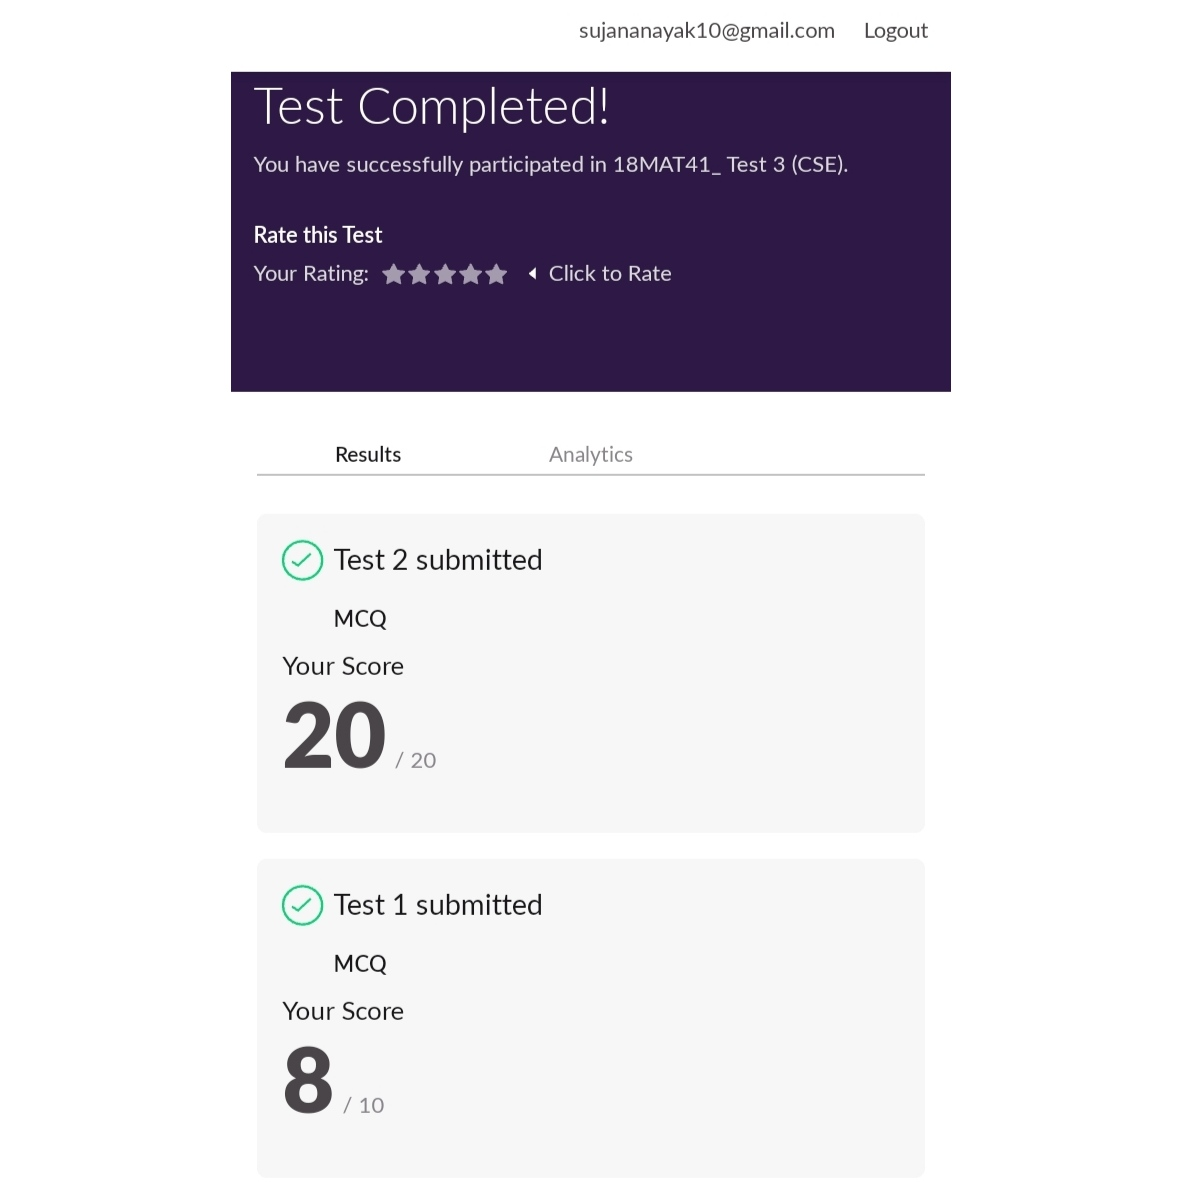 sujananayak10@gmail.com Logout
Test Completed!
You have successfully participated in 18MAT41_ Test 3 (CSE).
Rate this Test
Your Rating: Click to Rate
Results Analytics
Test 2 submitted
MCQ
Your Score
20 / 20
Test 1 submitted
MCQ
Your Score
8 / 10